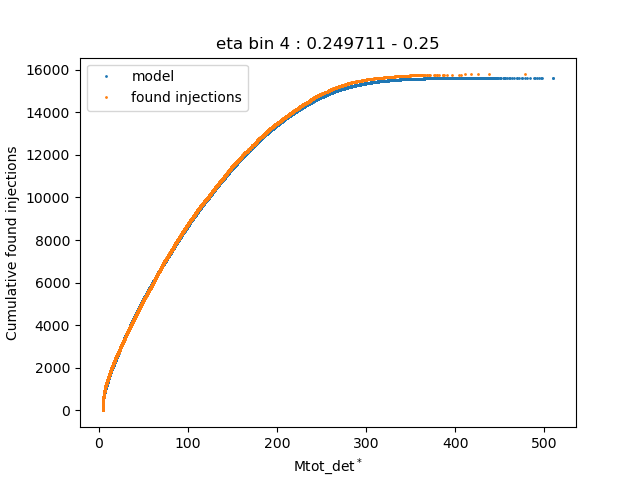 eta bin 4 : 0.249711 - 0.25
model
found injections
Cumulative found injections
16000
14000
12000
10000
8000
6000
4000
2000
0
0 100 200 300 400 500
Mtot_det*